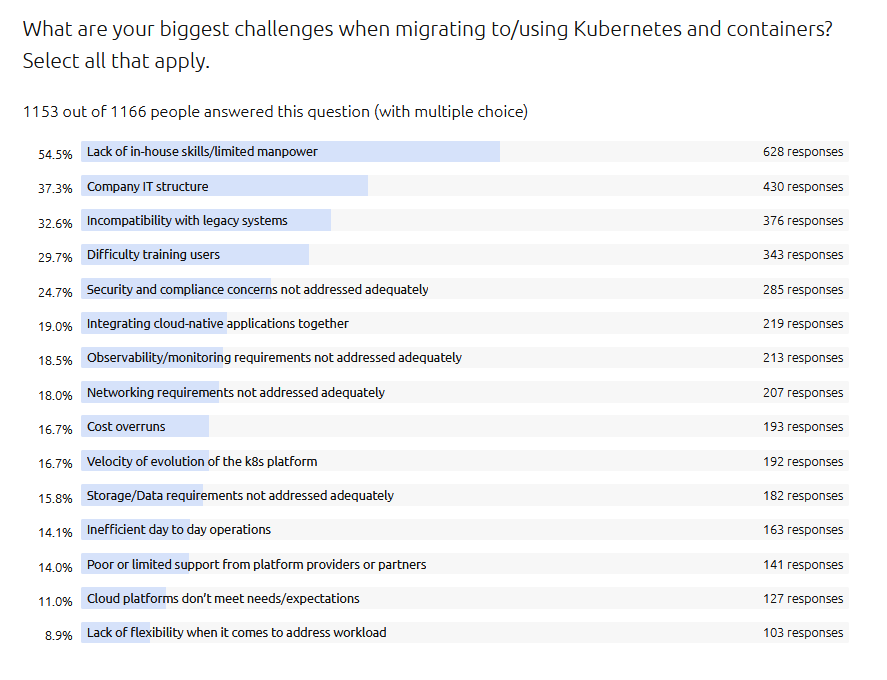 What are your biggest challenges when migrating to/using Kubernetes and containers?
Select all that apply.
1153 out of 1166 people answered this question (with multiple choice)
54.5% Lack of in-house skills/limited manpower 628 responses
37.3% Company IT structure 430 responses
32.6% Incompatibility with legacy systems 376 responses
29.7% Difficulty training users 343 responses
24.7% Security and compliance concerns not addressed adequately 285 responses
19.0% Integrating cloud-native applications together 219 responses
18.5% Observability/monitoring requirements not addressed adequately 213 responses
18.0% Networking requirements not addressed adequately 207 responses
16.7% Cost overruns 193 responses
16.7% Velocity of evolution of the k8s platform 192 responses
15.8% Storage/Data requirements not addressed adequately 182 responses
14.1% Inefficient day to day operations 163 responses
14.0% Poor or limited support from platform providers or partners 141 responses
11.0% Cloud platforms don’t meet needs/expectations 127 responses
8.9% Lack of flexibility when it comes to address workload 103 responses